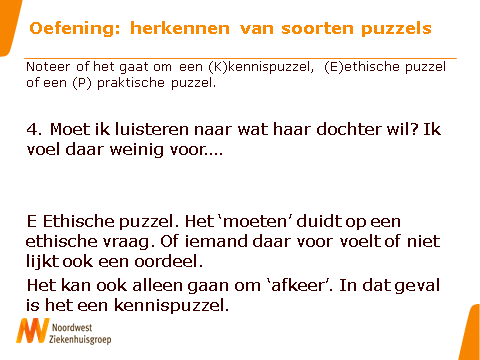 Oefening: herkennen van soorten puzzels
Noteer of het gaat om een (K)kennispuzzel, (E)ethische puzzel
of een (P) praktische puzzel.
4. Moet ik luisteren naar wat haar dochter wil? Ik
voel daar weinig voor....
E Ethische puzzel. Het ‘moeten’ duidt op een
ethische vraag. Of iemand daar voor voelt of niet
lijkt ook een oordeel.
Het kan ook alleen gaan om ‘afkeer’. In dat geval
is het een kennispuzzel.
Noordwest
Ziekenhuisgroep